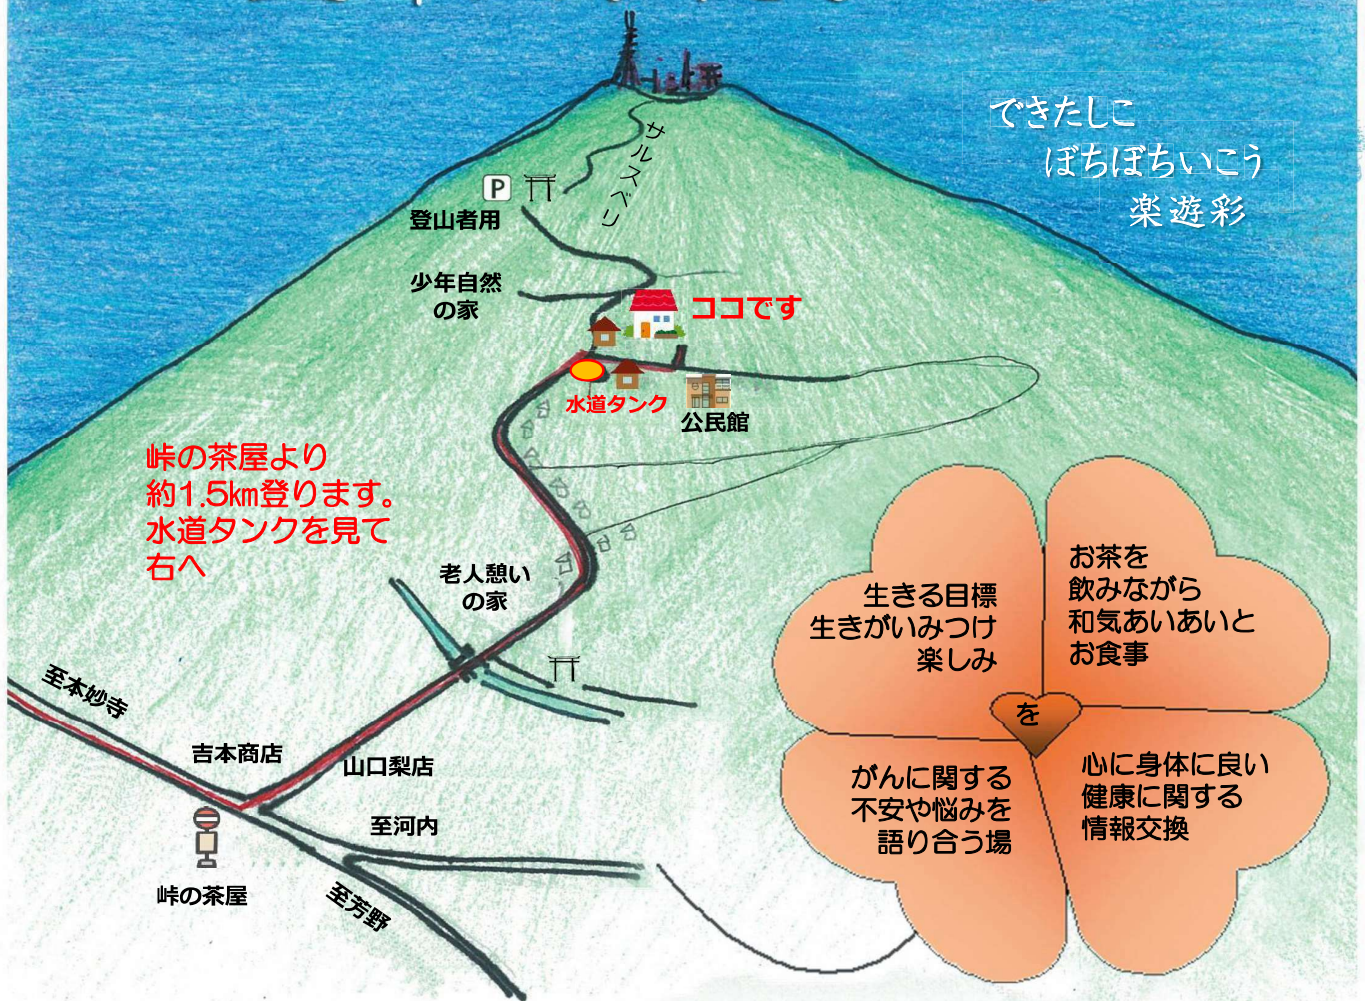 できたしこ
ぼちぼちいこう
楽遊彩
サルスベリ
P
登山者用
少年自然
の家
ココです
水道タンク
公民館
峠の茶屋より
約1.5㎞登ります。
水道タンクを見て
右へ
老人憩い
の家
至本妙寺
吉本商店
山口梨店
至河内
峠の茶屋
至芳野
生きる目標
生きがいみつけ
楽しみ
お茶を
飲みながら
和気あいあいと
お食事
を
がんに関する
不安や悩みを
語り合う場
心に身体に良い
健康に関する
情報交換